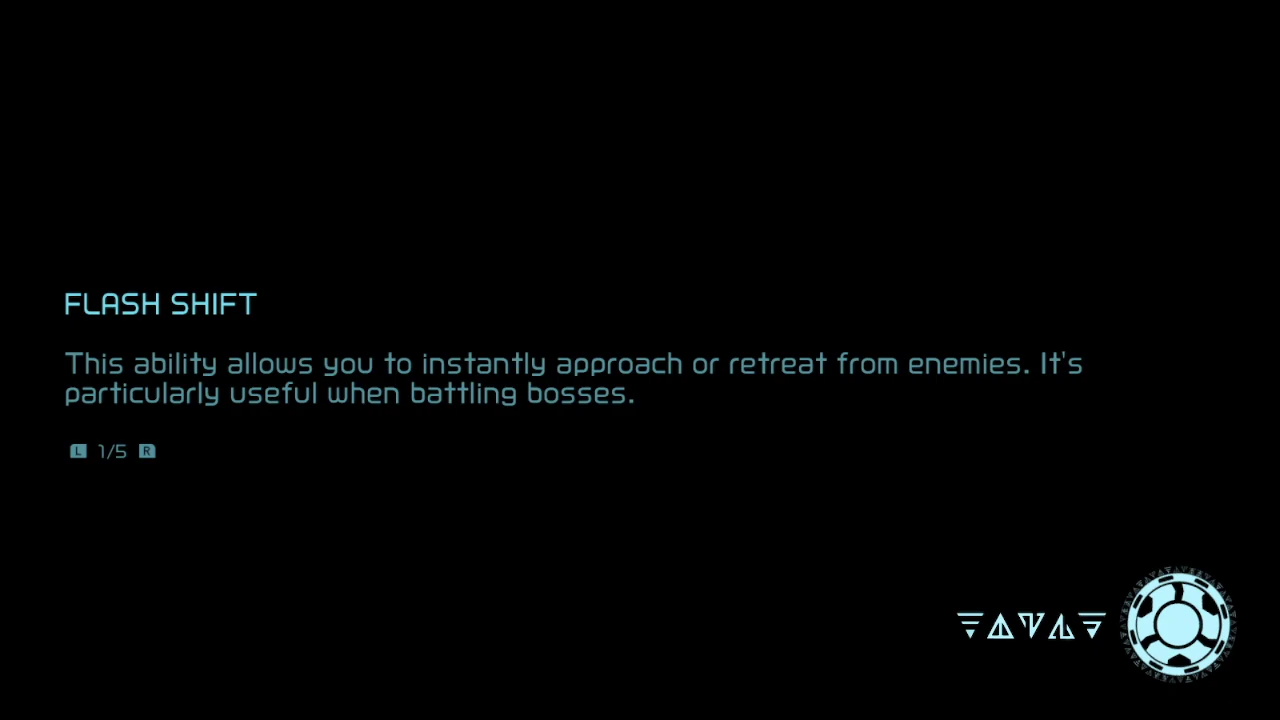 FLASH SHIFT
This ability allows you to instantly approach or retreat from enemies. It's
particularly useful when battling bosses.
L 1/5 R